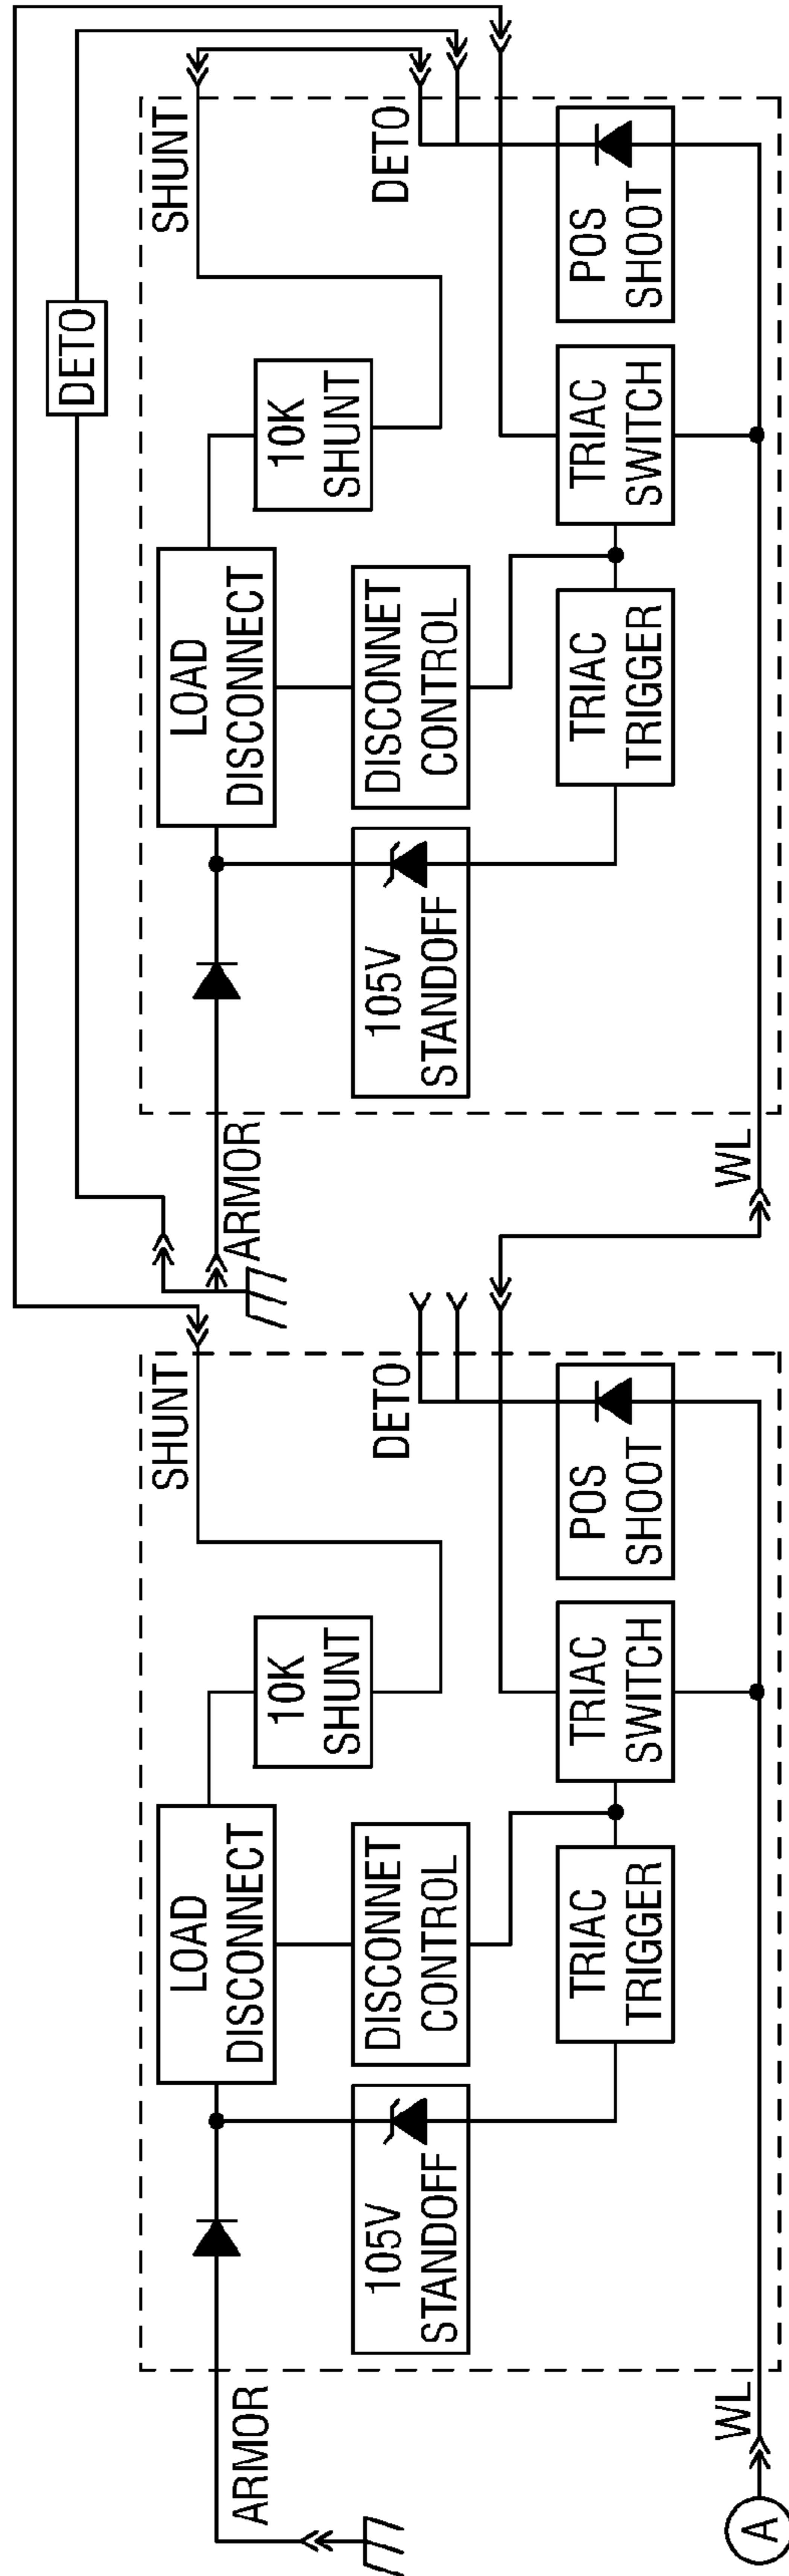 DETO
SHUNT
DETO
10K
SHUNT
POS
SHOOT
LOAD
DISCONNECT
DISCONNET
CONTROL
TRIAC
SWITCH
TRIAC
TRIGGER
105V
STANDOFF
ARMOR
WL
SHUNT
DETO
10K
SHUNT
POS
SHOOT
LOAD
DISCONNECT
DISCONNET
CONTROL
TRIAC
SWITCH
TRIAC
TRIGGER
105V
STANDOFF
ARMOR
WL
A